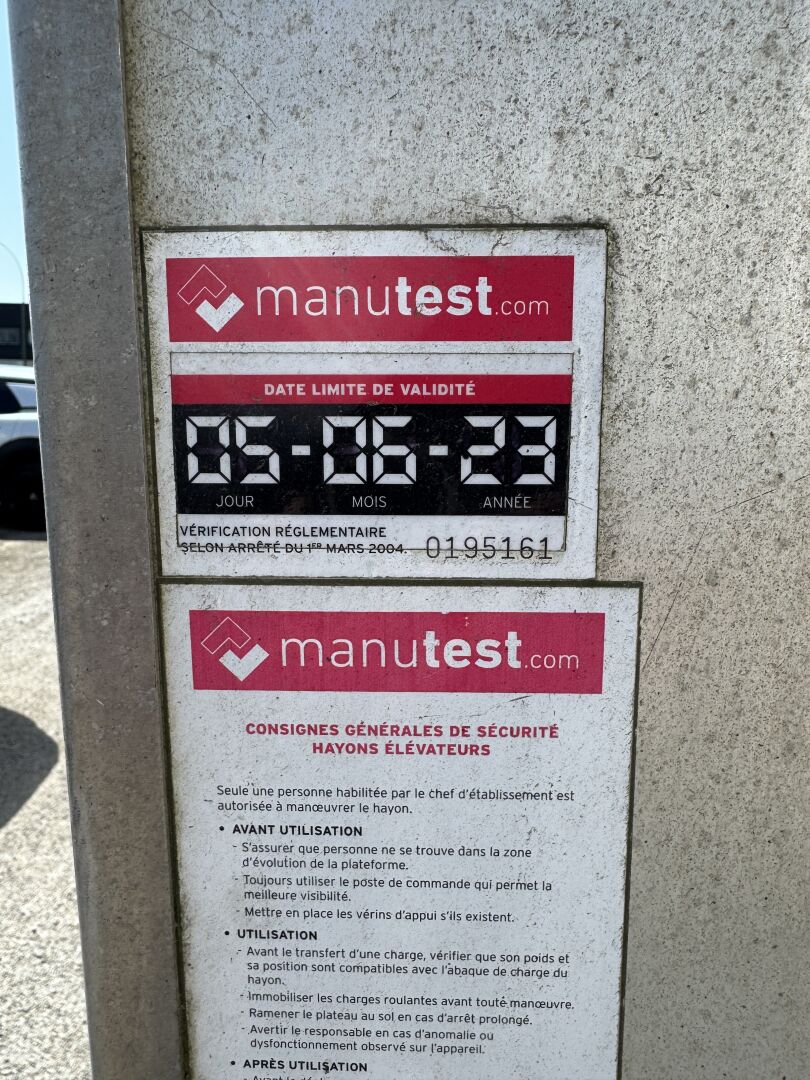 manutest.com
DATE LIMITE DE VALIDITÉ
05-06-23
JOUR MOIS ANNÉE
VÉRIFICATION RÉGLEMENTAIRE
SELON ARRÊTÉ DU 1ER MARS 2004. 0195161
manutest.com
CONSIGNES GÉNÉRALES DE SÉCURITÉ
HAYONS ÉLÉVATEURS
Seule une personne habilitée par le chef d'établissement est
autorisée à manœuvrer le hayon.
• AVANT UTILISATION
- S'assurer que personne ne se trouve dans la zone
d'évolution de la plateforme.
- Toujours utiliser le poste de commande qui permet la
meilleure visibilité.
- Mettre en place les vérins d'appui s'ils existent.
• UTILISATION
- Avant le transfert d'une charge, vérifier que son poids et
sa position sont compatibles avec l'abaque de charge du
hayon.
- Immobiliser les charges roulantes avant toute manœuvre.
- Ramener le plateau au sol en cas d'arrêt prolongé.
- Avertir le responsable en cas d'anomalie ou
dysfonctionnement observé sur l'appareil.
• APRÈS UTILISATION